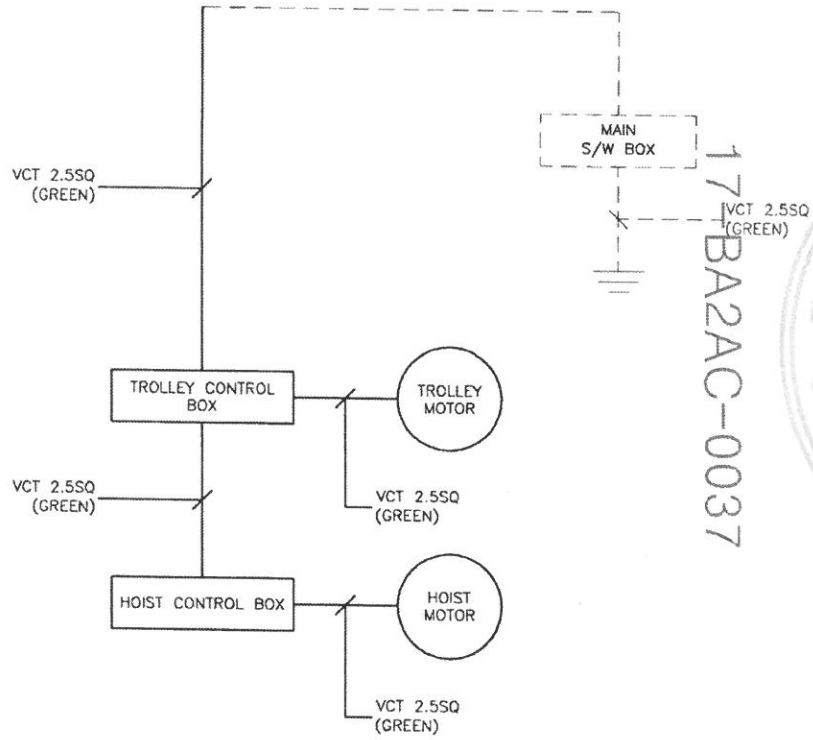 MAIN
S/W BOX
VCT 2.5SQ
(GREEN)
VCT 2.5SQ
(GREEN)
17-BA2AC-0037
TROLLEY CONTROL
BOX
TROLLEY
MOTOR
VCT 2.5SQ
(GREEN)
VCT 2.5SQ
(GREEN)
HOIST CONTROL BOX
HOIST
MOTOR
VCT 2.5SQ
(GREEN)